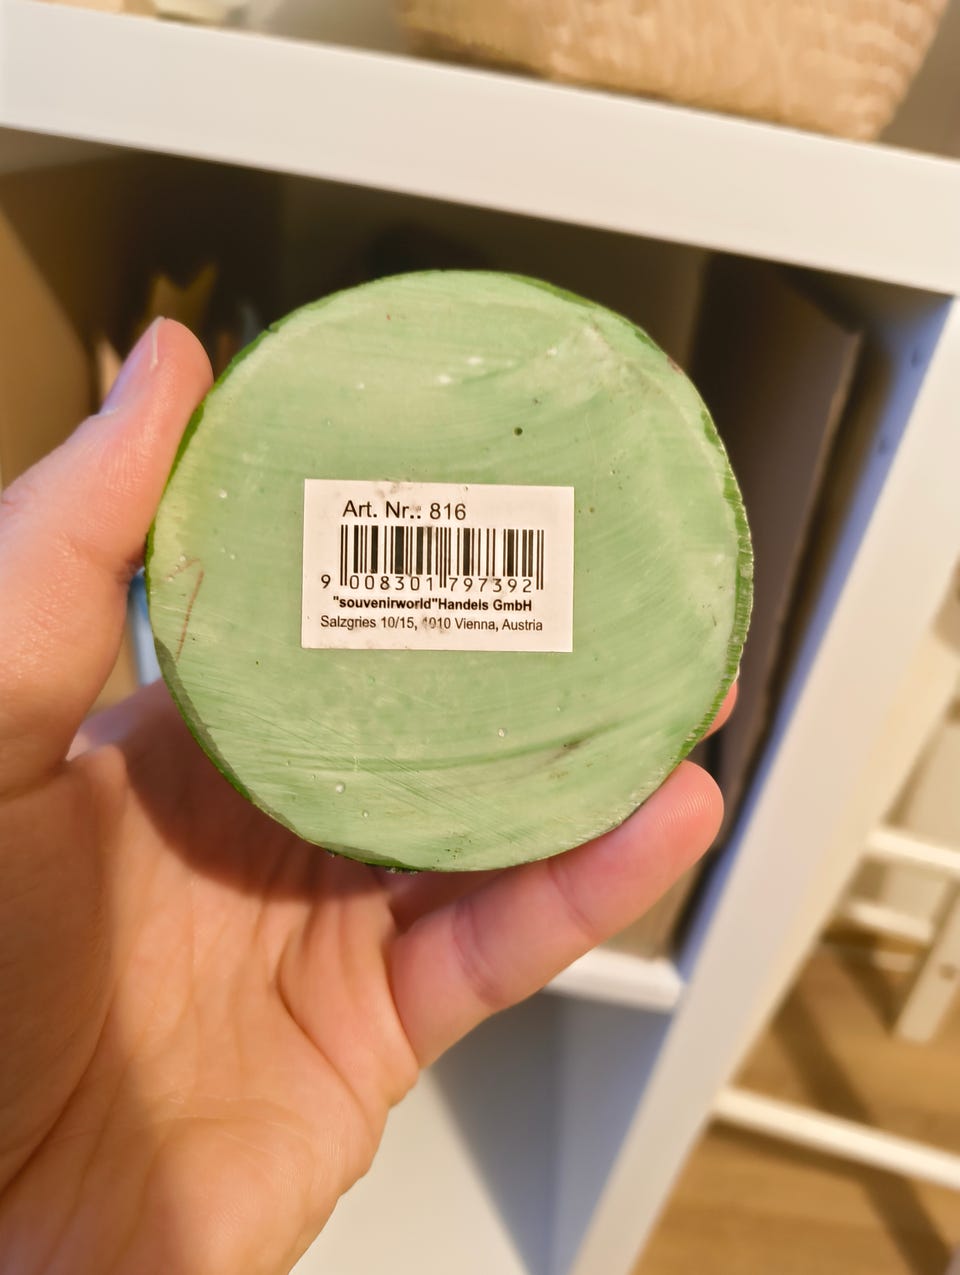 Art. Nr.: 816
9 008301 797392
"souvenirworld"Handels GmbH
Salzgries 10/15, 1010 Vienna, Austria